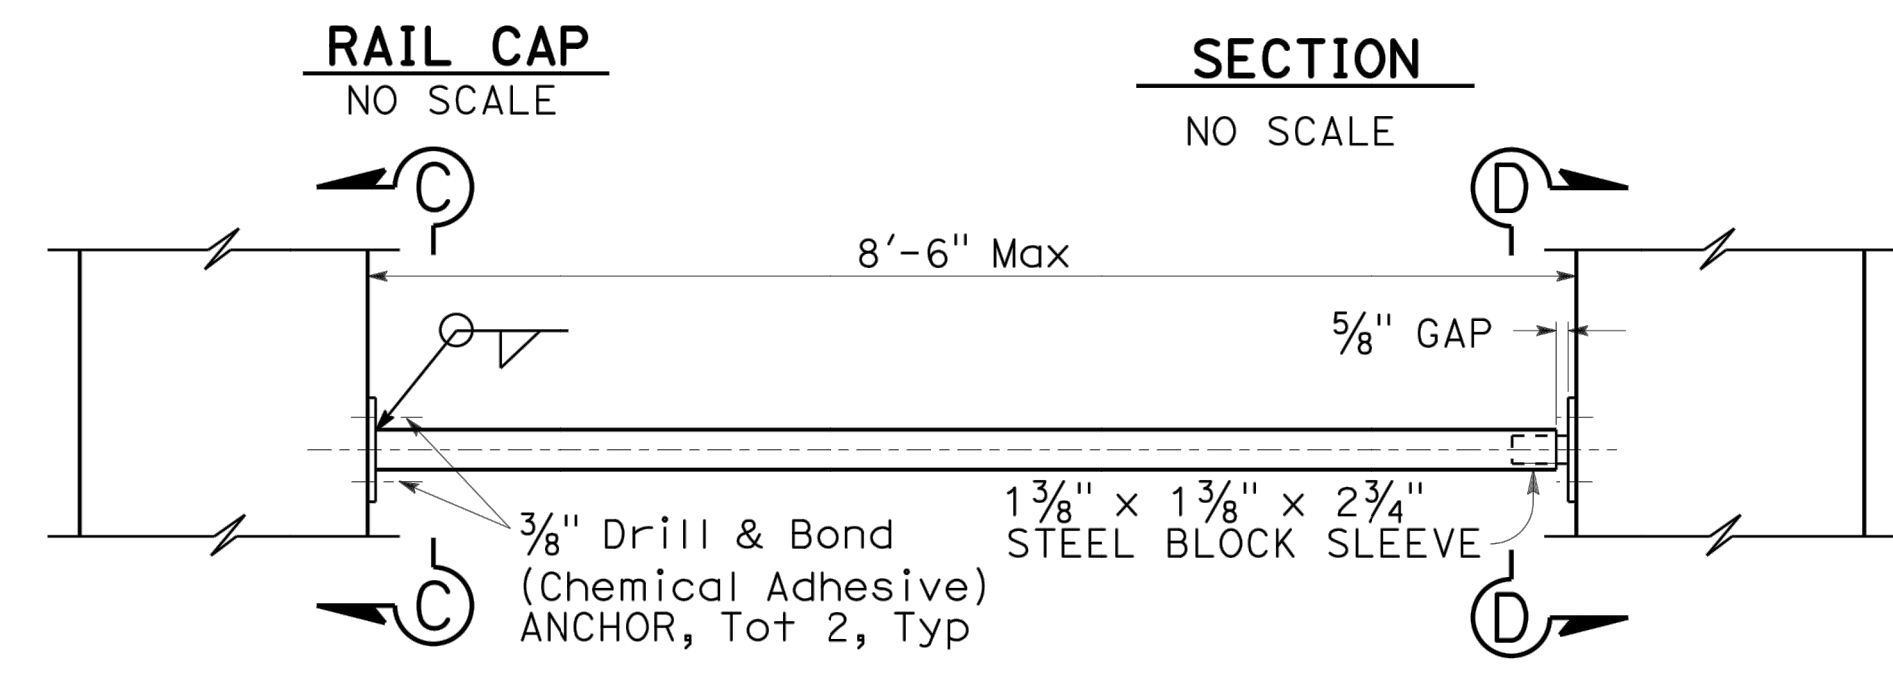 RAIL CAP
NO SCALE
SECTION
NO SCALE
C
D
8'-6" Max
5/8" GAP
1 3/8" x 1 3/8" x 2 3/4"
STEEL BLOCK SLEEVE
3/8" Drill & Bond
(Chemical Adhesive)
ANCHOR, Tot 2, Typ
C
D